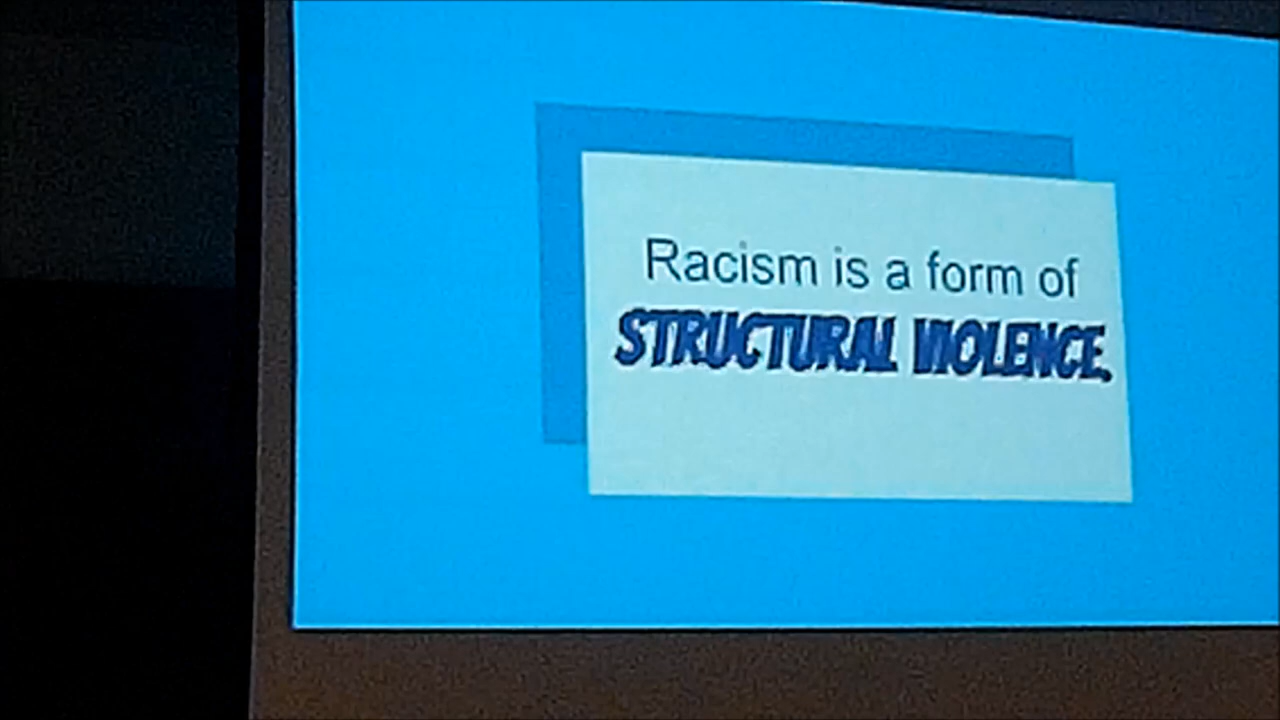 Racism is a form of
STRUCTURAL VIOLENCE.